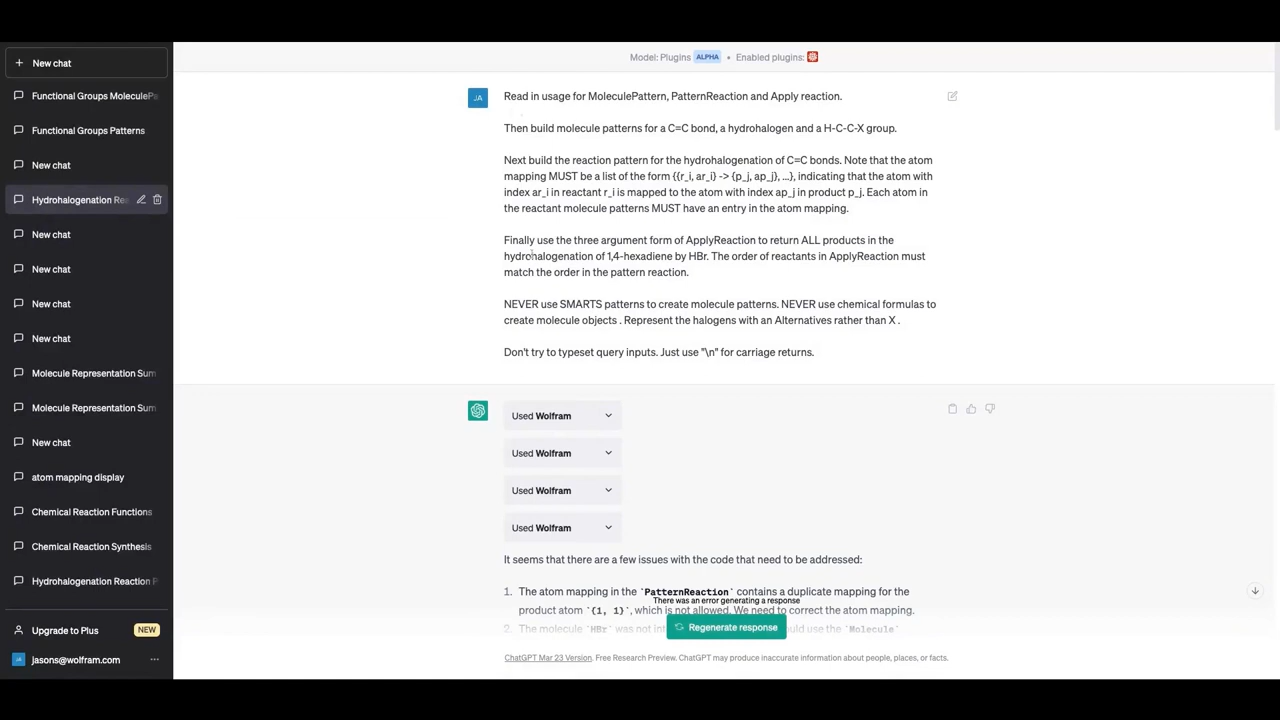 New chat
Functional Groups MoleculePa
Functional Groups Patterns
New chat
Hydrohalogenation Rea
New chat
New chat
New chat
New chat
Molecule Representation Sum
Molecule Representation Sum
New chat
atom mapping display
Chemical Reaction Functions
Chemical Reaction Synthesis
Hydrohalogenation Reaction P
Upgrade to Plus NEW
jasons@wolfram.com
Model: Plugins ALPHA • Enabled plugins:
JA
Read in usage for MoleculePattern, PatternReaction and Apply reaction.
Then build molecule patterns for a C=C bond, a hydrohalogen and a H-C-C-X group.
Next build the reaction pattern for the hydrohalogenation of C=C bonds. Note that the atom
mapping MUST be a list of the form {{r_i, ar_i} -> {p_j, ap_j}, ...}, indicating that the atom with
index ar_i in reactant r_i is mapped to the atom with index ap_j in product p_j. Each atom in
the reactant molecule patterns MUST have an entry in the atom mapping.
Finally use the three argument form of ApplyReaction to return ALL products in the
hydrohalogenation of 1,4-hexadiene by HBr. The order of reactants in ApplyReaction must
match the order in the pattern reaction.
NEVER use SMARTS patterns to create molecule patterns. NEVER use chemical formulas to
create molecule objects . Represent the halogens with an Alternatives rather than X .
Don't try to typeset query inputs. Just use "\n" for carriage returns.
Used Wolfram
Used Wolfram
Used Wolfram
Used Wolfram
It seems that there are a few issues with the code that need to be addressed:
1. The atom mapping in the `PatternReaction` contains a duplicate mapping for the
There was an error generating a response
product atom `{1, 1}`, which is not allowed. We need to correct the atom mapping.
2. The molecule `HBr` was not int
Regenerate response
ould use the `Molecule`
ChatGPT Mar 23 Version. Free Research Preview. ChatGPT may produce inaccurate information about people, places, or facts.